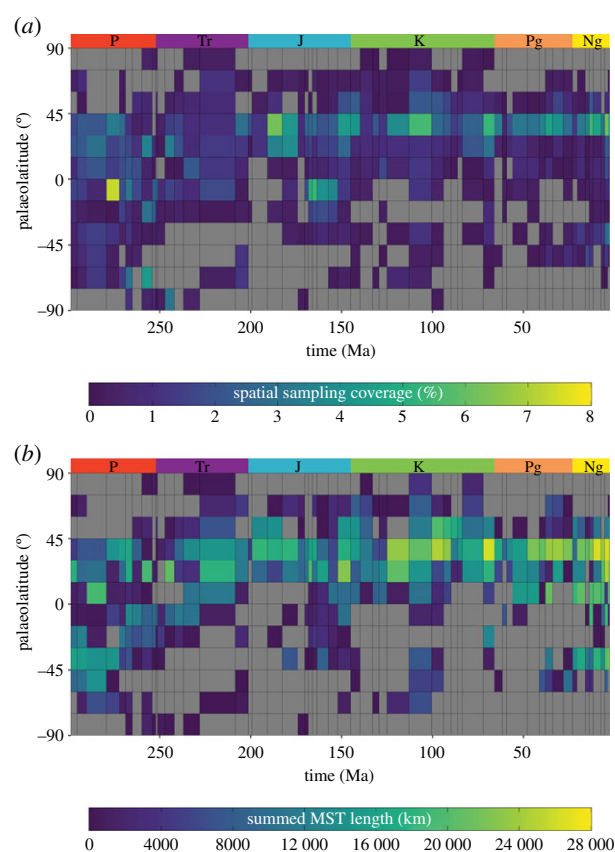 (a)
P Tr J K Pg Ng
90
45
0
−45
−90
palaeolatitude (º)
250 200 150 100 50
time (Ma)
spatial sampling coverage (%)
0 1 2 3 4 5 6 7 8
(b)
P Tr J K Pg Ng
90
45
0
−45
−90
palaeolatitude (º)
250 200 150 100 50
time (Ma)
summed MST length (km)
0 4000 8000 12 000 16 000 20 000 24 000 28 000